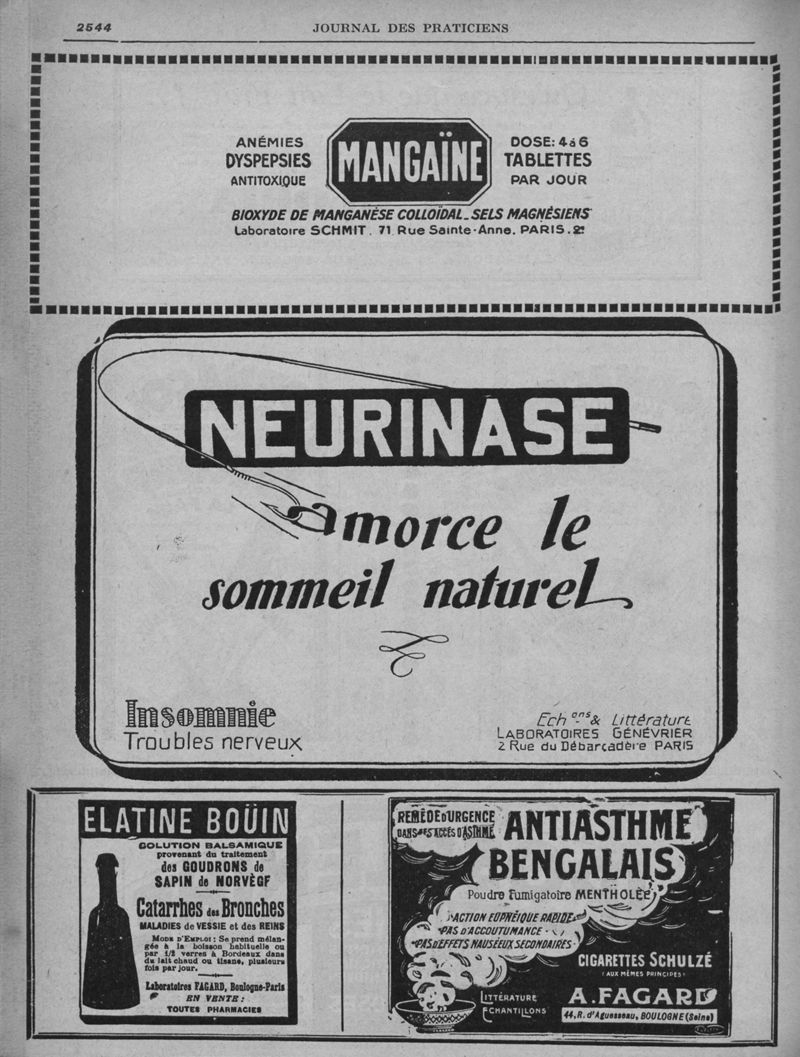 2544
JOURNAL DES PRATICIENS
ANÉMIES
DYSPEPSIES
ANTITOXIQUE
MANGAÏNE
DOSE: 4 à 6
TABLETTES
PAR JOUR
BIOXYDE DE MANGANÈSE COLLOÏDAL_SELS MAGNÉSIENS
Laboratoire SCHMIT. 71 Rue Sainte-Anne. PARIS.2e
NEURINASE
amorce le
sommeil naturel
Insomnie
Troubles nerveux
Echons & Littérature
LABORATOIRES GÉNÉVRIER
2 Rue du Débarcadère PARIS
ELATINE BOÜIN
SOLUTION BALSAMIQUE
provenant du traitement
des GOUDRONS de
SAPIN de NORVÈGE
Catarrhes des Bronches
MALADIES de VESSIE et des REINS
MODE D'EMPLOI: Se prend mélan-
gée à la boisson habituelle ou
par 1/2 verres à Bordeaux dans
du lait chaud ou tisane, plusieurs
fois par jour.
Laboratoires FAGARD, Boulogne-Paris
EN VENTE:
TOUTES PHARMACIES
REMÈDE D'URGENCE
DANS LES ACCÈS D'ASTHME
ANTIASTHME
BENGALAIS
Poudre Fumigatoire MENTHOLÉE
ACTION EUPNÉIQUE RAPIDE
PAS D'ACCOUTUMANCE
PAS D'EFFETS NAUSÉEUX SECONDAIRES
CIGARETTES SCHULZÉ
(AUX MÊMES PRINCIPES)
LITTÉRATURE
ÉCHANTILLONS
A. FAGARD
44, R. d'Aguesseau, BOULOGNE (Seine)